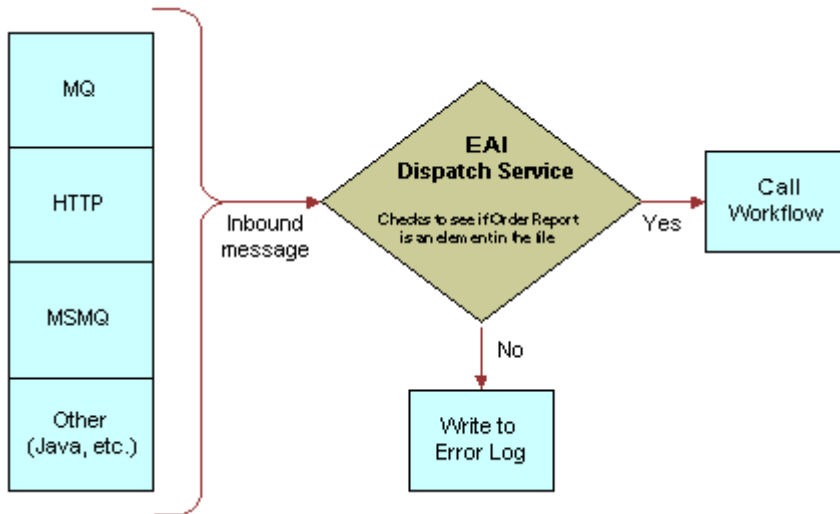 MQ
HTTP
MSMQ
Other
(Java, etc.)
Inbound
message
EAI
Dispatch Service
Checks to see if Order Report
is an element in the file
Yes
Call
Workflow
No
Write to
Error Log